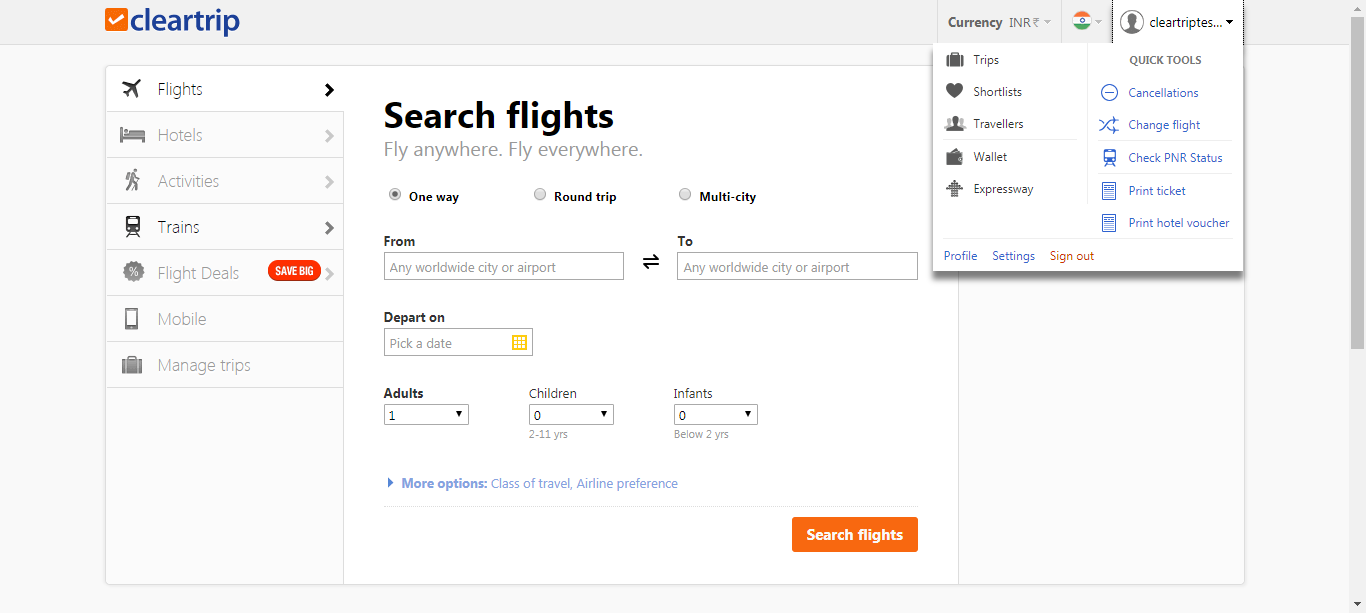 cleartrip
Currency INR₹
cleartriptes...
Trips
Shortlists
Travellers
Wallet
Expressway
QUICK TOOLS
Cancellations
Change flight
Check PNR Status
Print ticket
Print hotel voucher
Profile Settings Sign out
Flights
Hotels
Activities
Trains
% Flight Deals SAVE BIG
Mobile
Manage trips
Search flights
Fly anywhere. Fly everywhere.
One way Round trip Multi-city
From To
Any worldwide city or airport Any worldwide city or airport
Depart on
Pick a date
Adults Children Infants
1 0 0
2-11 yrs Below 2 yrs
More options: Class of travel, Airline preference
Search flights